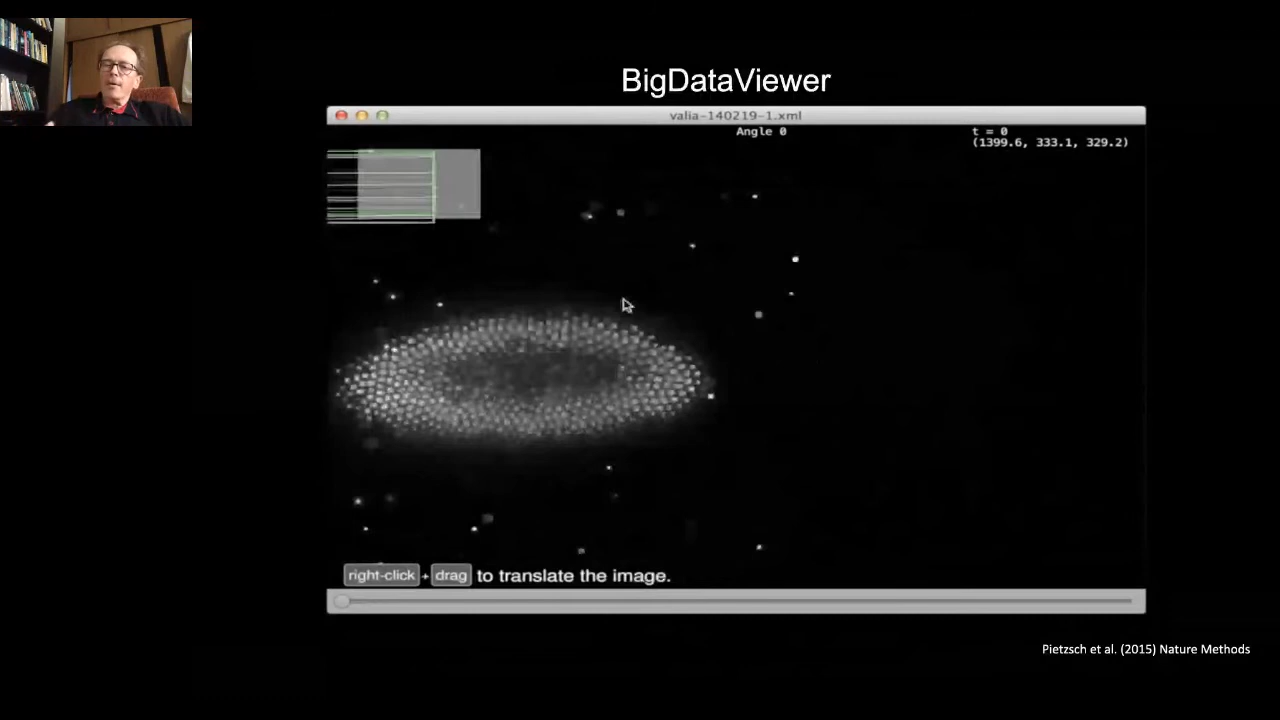 BigDataViewer
valia-140219-1.xml
Angle 0
t = 0
(1399.6, 333.1, 329.2)
right-click + drag to translate the image.
Pietzsch et al. (2015) Nature Methods